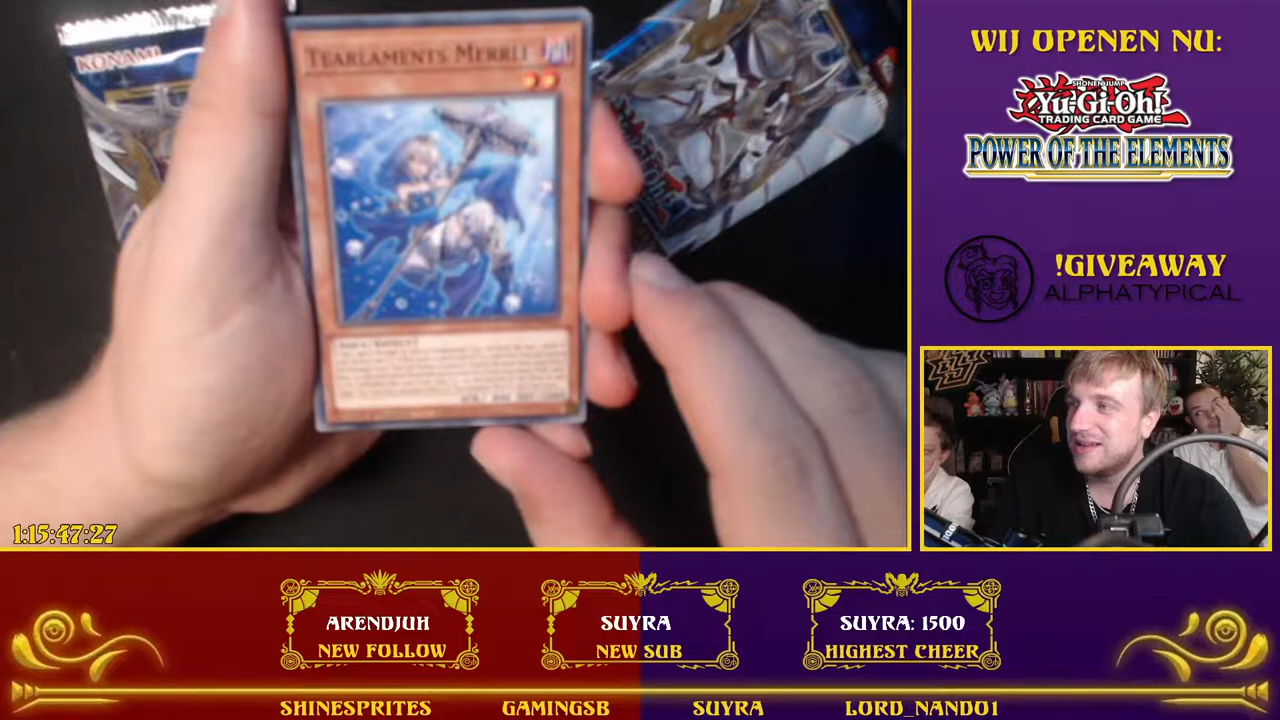 KONAMI
TEARLAMENTS MERRLI
WIJ OPENEN NU:
SHONEN JUMP
Yu-Gi-Oh!
TRADING CARD GAME
POWER OF THE ELEMENTS
!GIVEAWAY
ALPHATYPICAL
1:15:47:27
ARENDJUH
NEW FOLLOW
SUYRA
NEW SUB
SUYRA: 1500
HIGHEST CHEER
SHINESPRITES GAMINGSB SUYRA LORD_NANDO1